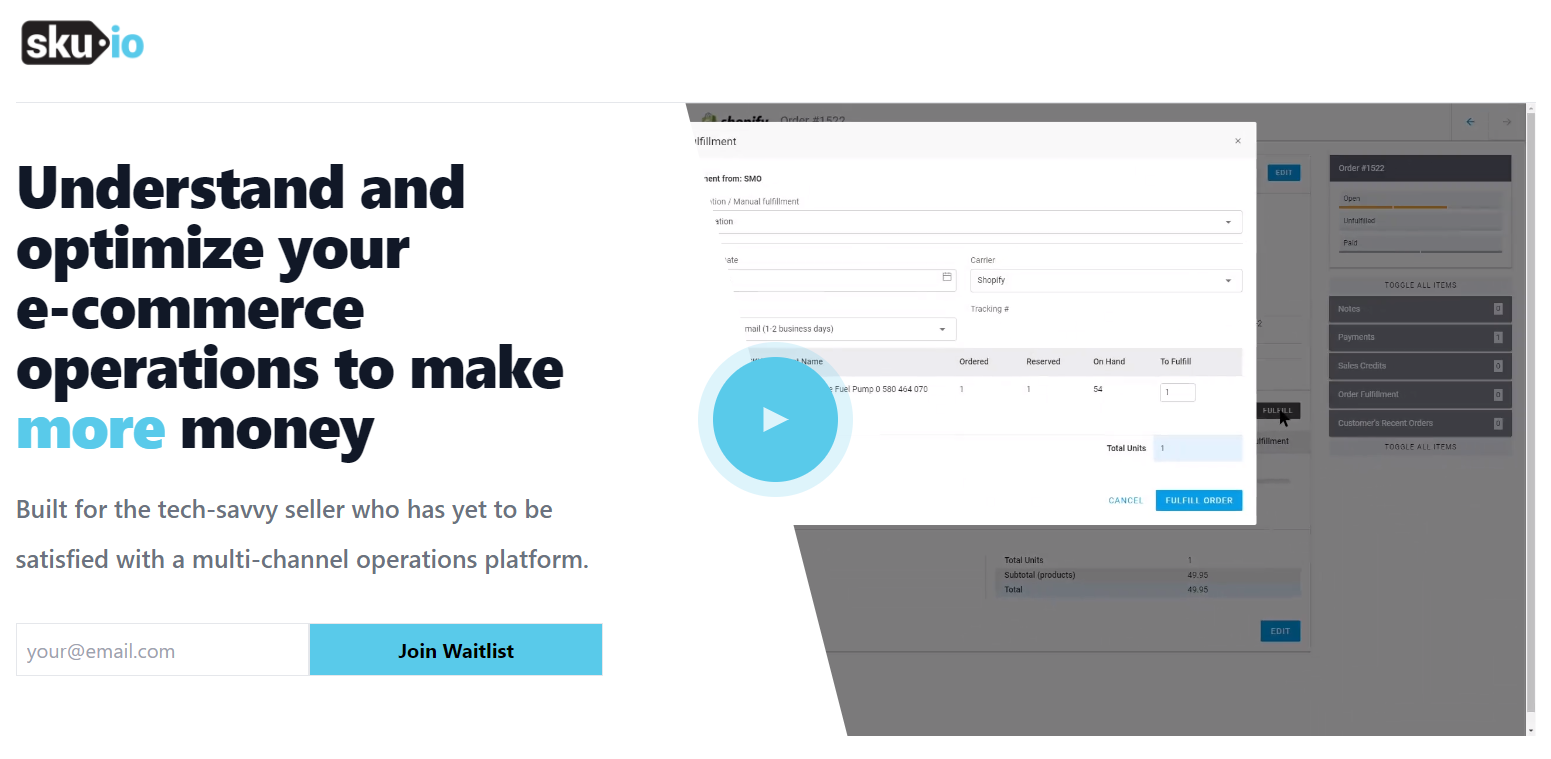 sku io
Understand and
optimize your
e-commerce
operations to make
more money
Built for the tech-savvy seller who has yet to be
satisfied with a multi-channel operations platform.
your@email.com
Join Waitlist
shopify Order #1522
ulfillment ×
ment from: SMO
ation / Manual fulfillment
ation
ate
Carrier
Shopify
Tracking #
mail (1-2 business days)
Name Ordered Reserved On Hand To Fulfill
e Fuel Pump 0 580 464 070 1 1 54 1
Total Units 1
CANCEL FULFILL ORDER
EDIT
FULFILL
lfillment
Total Units 1
Subtotal (products) 49.95
Total 49.95
EDIT
Order #1522
Open
Unfulfilled
Paid
TOGGLE ALL ITEMS
Notes 0
Payments 1
Sales Credits 0
Order Fulfillment 0
Customer's Recent Orders 0
TOGGLE ALL ITEMS